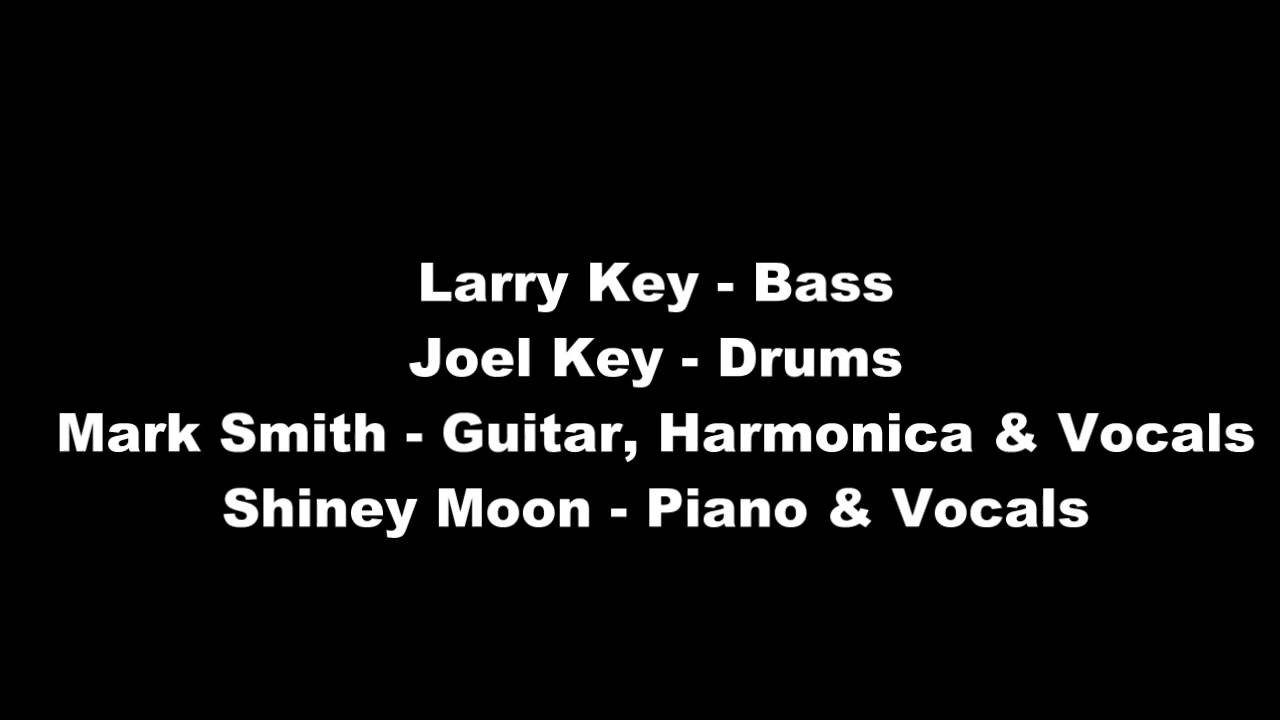 Larry Key - Bass
Joel Key - Drums
Mark Smith - Guitar, Harmonica & Vocals
Shiney Moon - Piano & Vocals